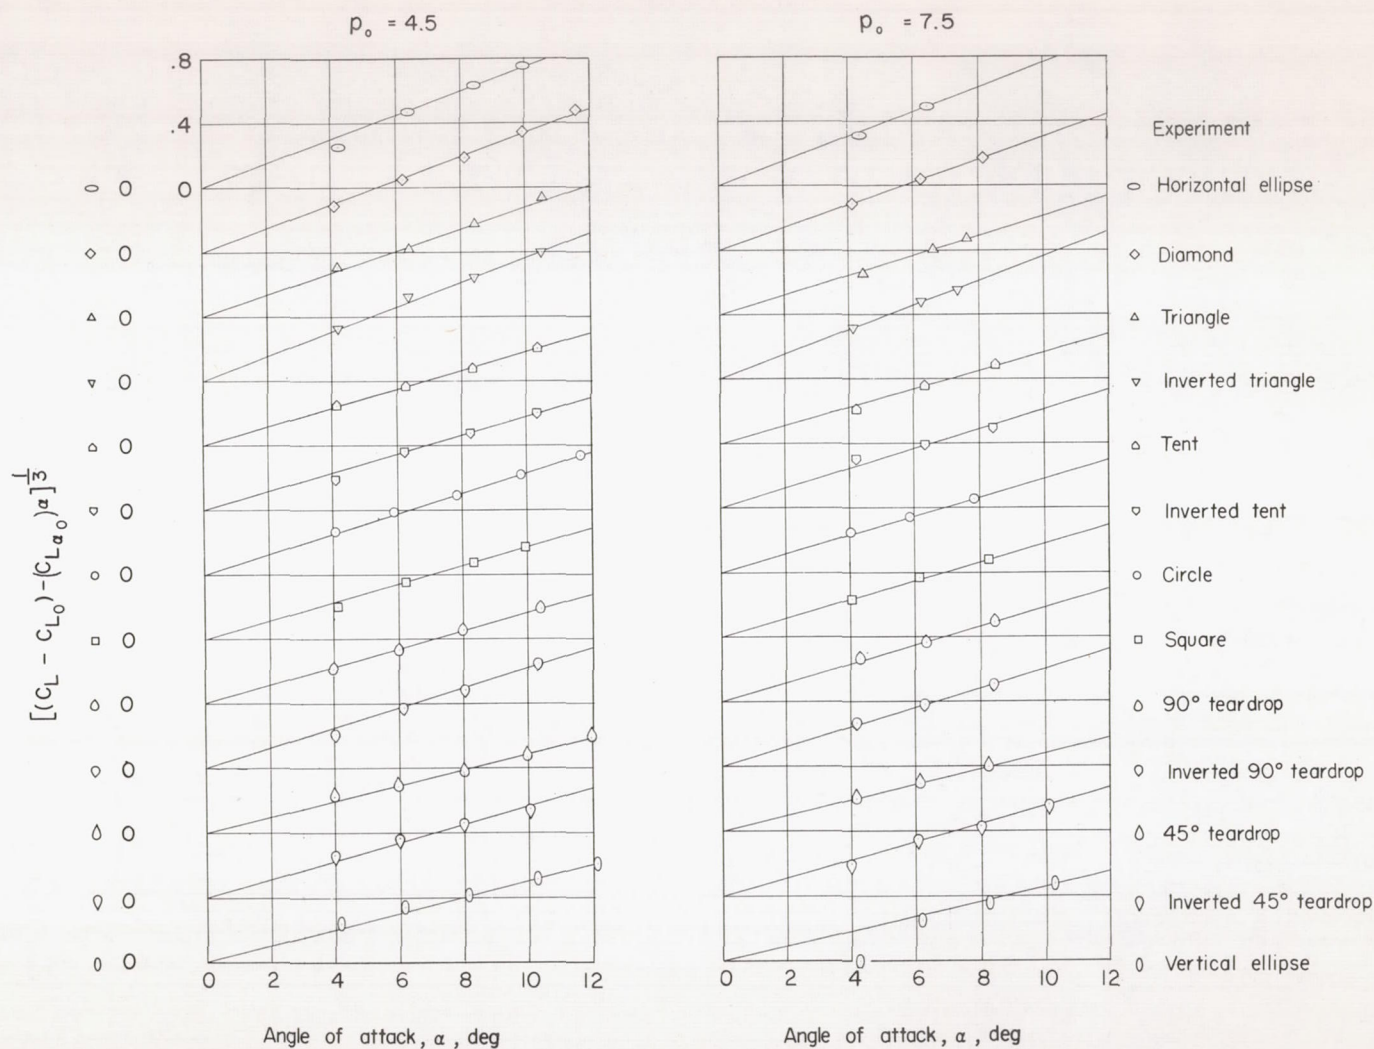 p₀ = 4.5
p₀ = 7.5
.8
.4
0
0
0
0
0
0
0
0
0
0
0
0
0
[(C_L - C_L₀) - (C_Lα₀)α]^1/3
0 2 4 6 8 10 12
Angle of attack, α, deg
0 2 4 6 8 10 12
Angle of attack, α, deg
Experiment
Horizontal ellipse
Diamond
Triangle
Inverted triangle
Tent
Inverted tent
Circle
Square
90° teardrop
Inverted 90° teardrop
45° teardrop
Inverted 45° teardrop
Vertical ellipse